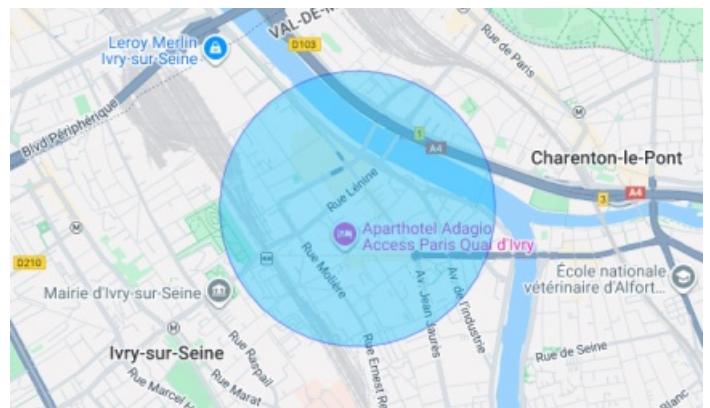 VAL-DE-M
Leroy Merlin
Ivry-sur-Seine
D103
Rue de Paris
Blvd Périphérique
1
A4
Charenton-le-Pont
Rue Lénine
3
A4
Aparthotel Adagio
Access Paris Quai d'Ivry
D210
Rue Molière
École nationale
vétérinaire d'Alfort...
Mairie d'Ivry-sur-Seine
Av. Jean Jaurès
Av. de l'industrie
Ivry-sur-Seine
Rue Raspail
Rue de Seine
Rue Ernest Re
Rue Marat
Rue Marcel H
Blanc